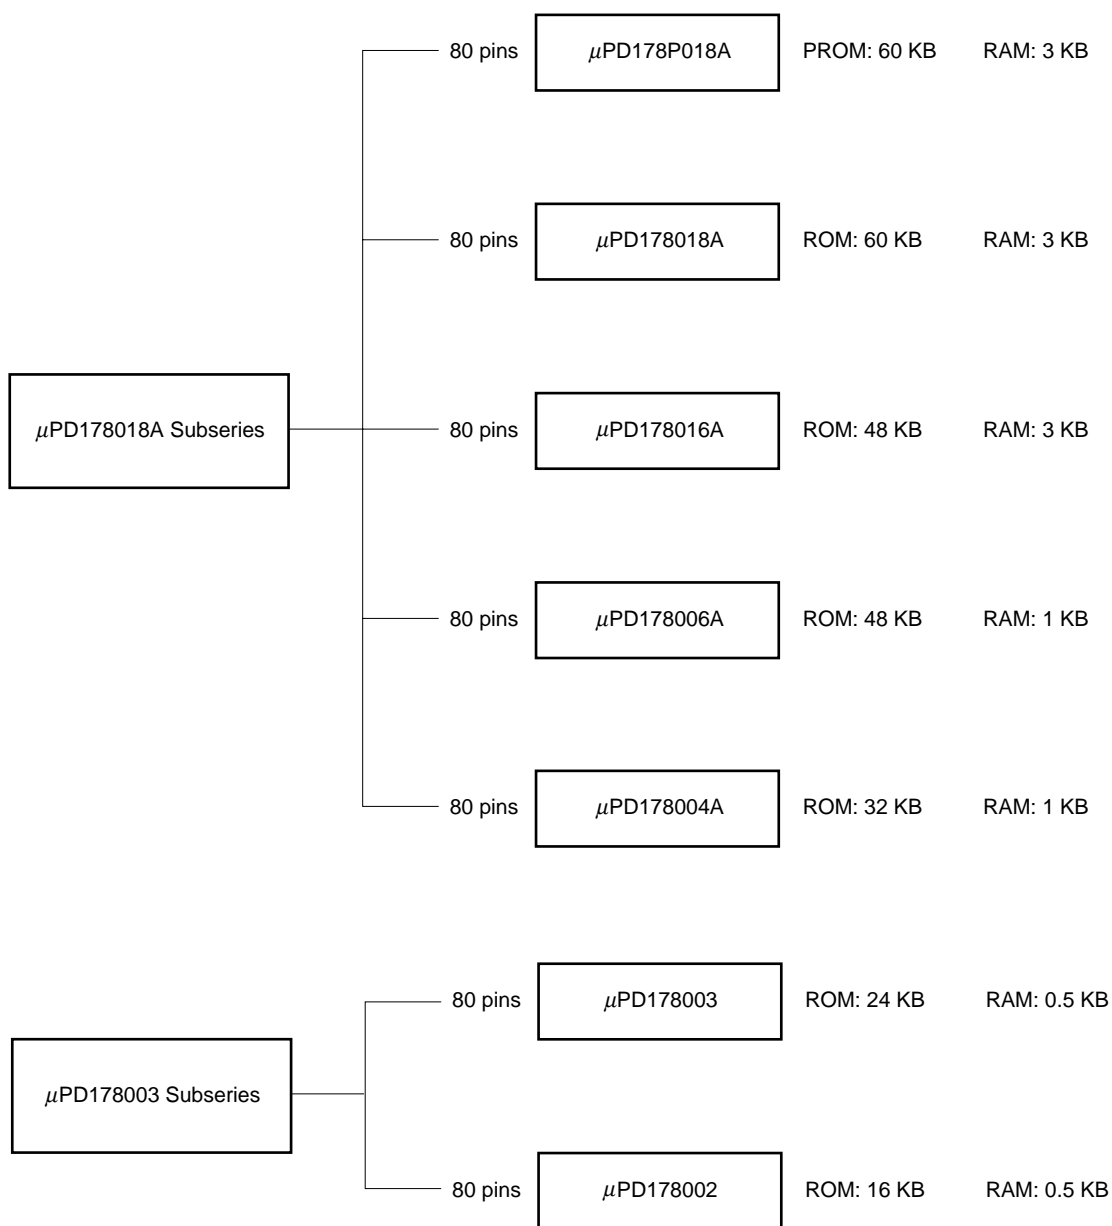 80 pins μPD178P018A PROM: 60 KB RAM: 3 KB
80 pins μPD178018A ROM: 60 KB RAM: 3 KB
μPD178018A Subseries 80 pins μPD178016A ROM: 48 KB RAM: 3 KB
80 pins μPD178006A ROM: 48 KB RAM: 1 KB
80 pins μPD178004A ROM: 32 KB RAM: 1 KB
80 pins μPD178003 ROM: 24 KB RAM: 0.5 KB
μPD178003 Subseries
80 pins μPD178002 ROM: 16 KB RAM: 0.5 KB